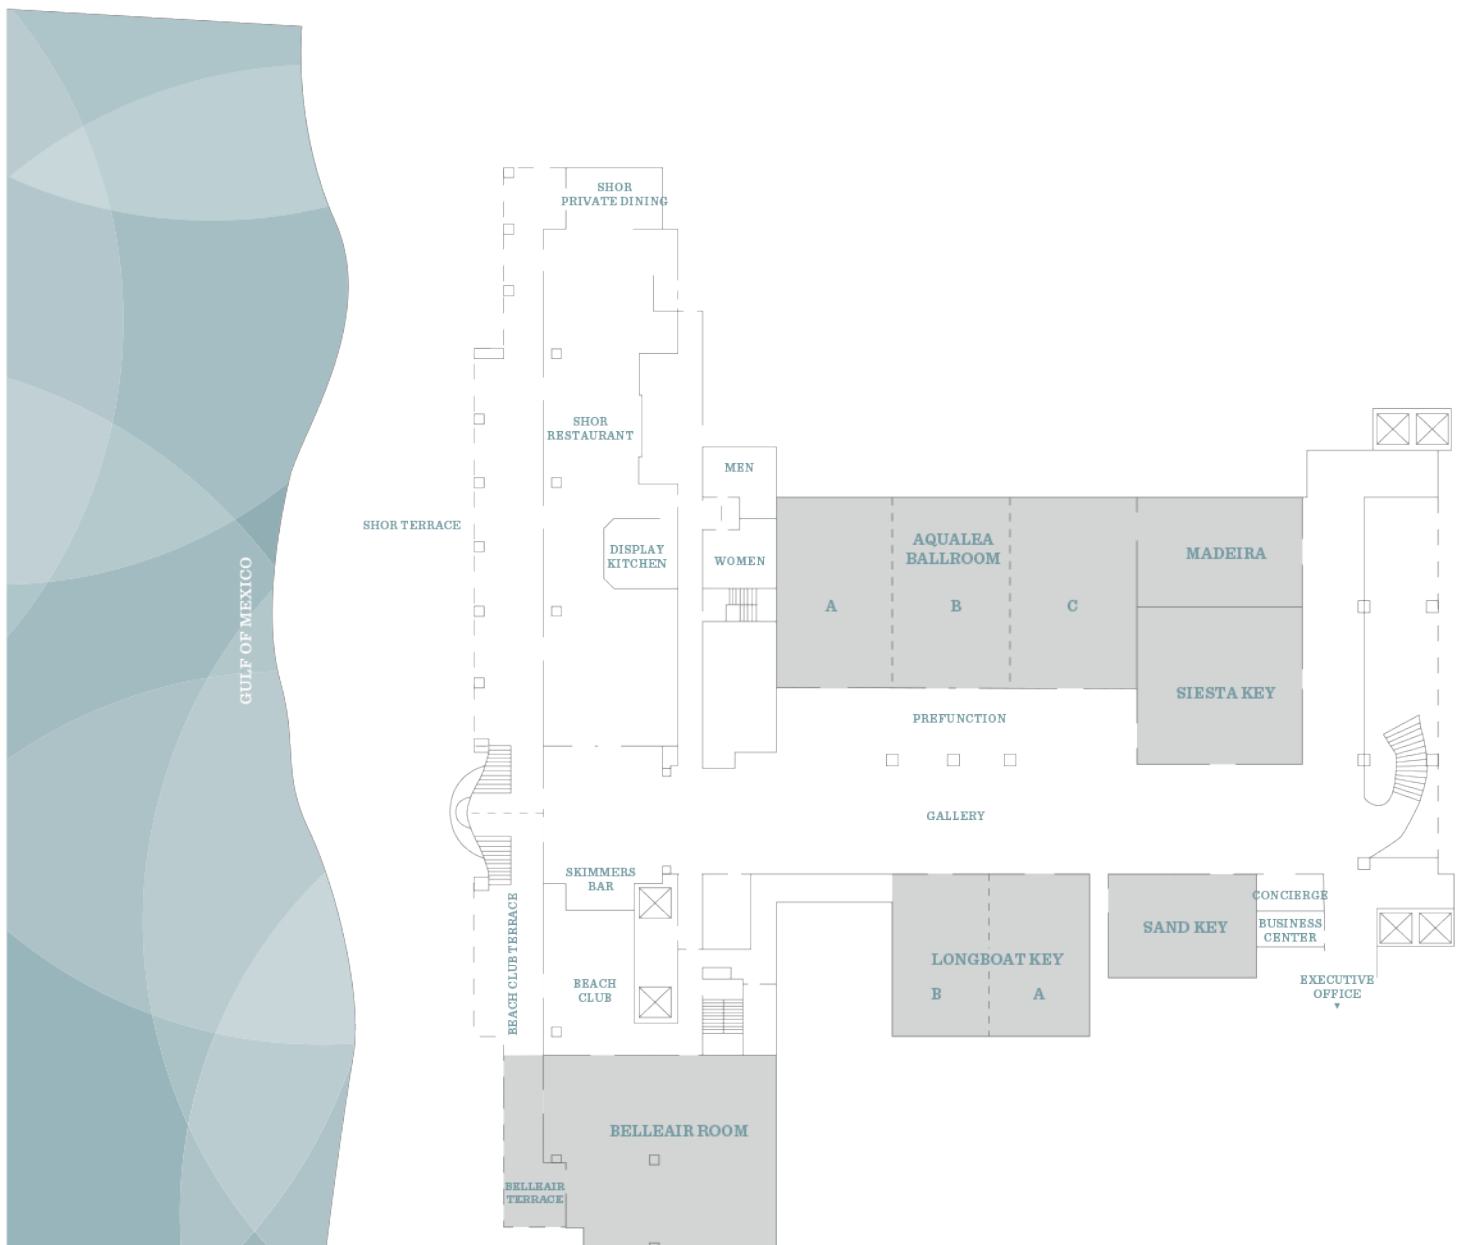 SHOR
PRIVATE DINING
SHOR
RESTAURANT
MEN
SHOR TERRACE
DISPLAY
KITCHEN
WOMEN
AQUALEA
BALLROOM
MADEIRA
A
B
C
GULF OF MEXICO
SIESTA KEY
PREFUNCTION
GALLERY
SKIMMERS
BAR
CONCIERGE
BUSINESS
CENTER
SAND KEY
BEACH CLUB TERRACE
LONGBOAT KEY
B
A
BEACH
CLUB
EXECUTIVE
OFFICE
BELLEAIR ROOM
BELLEAIR
TERRACE